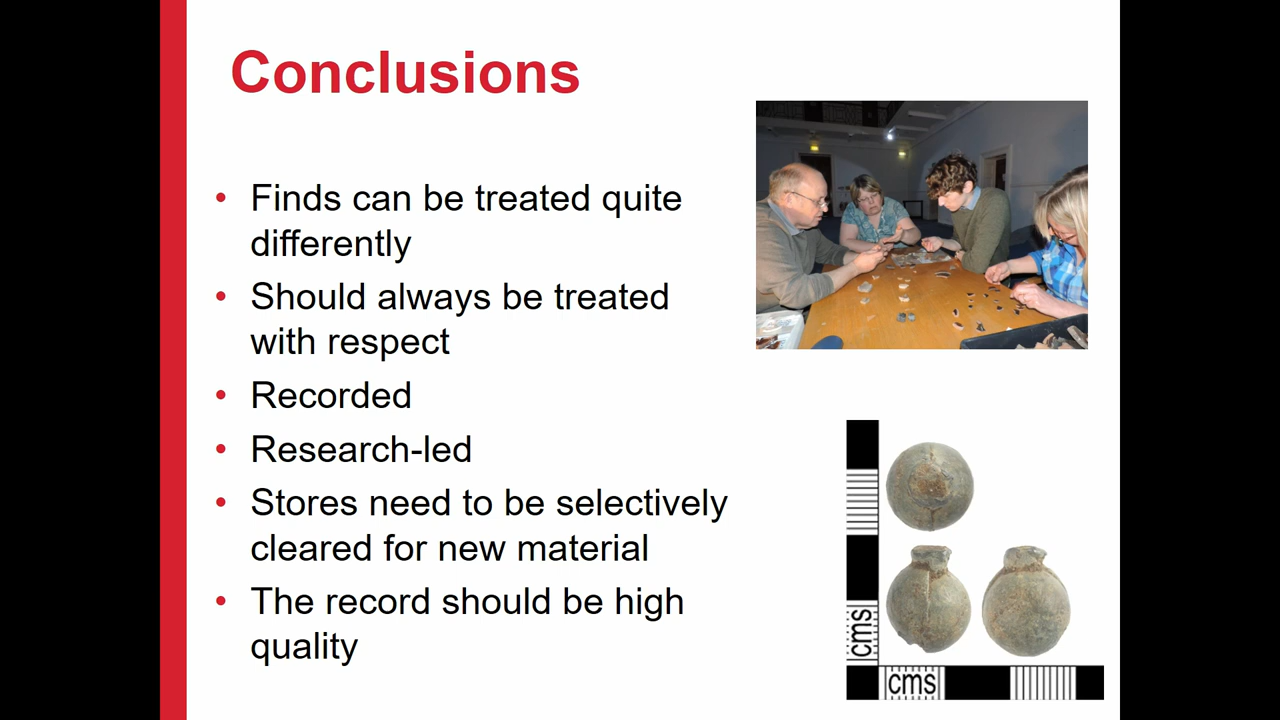 Conclusions
• Finds can be treated quite
differently
• Should always be treated
with respect
• Recorded
• Research-led
• Stores need to be selectively
cleared for new material
• The record should be high
quality
cms
cms